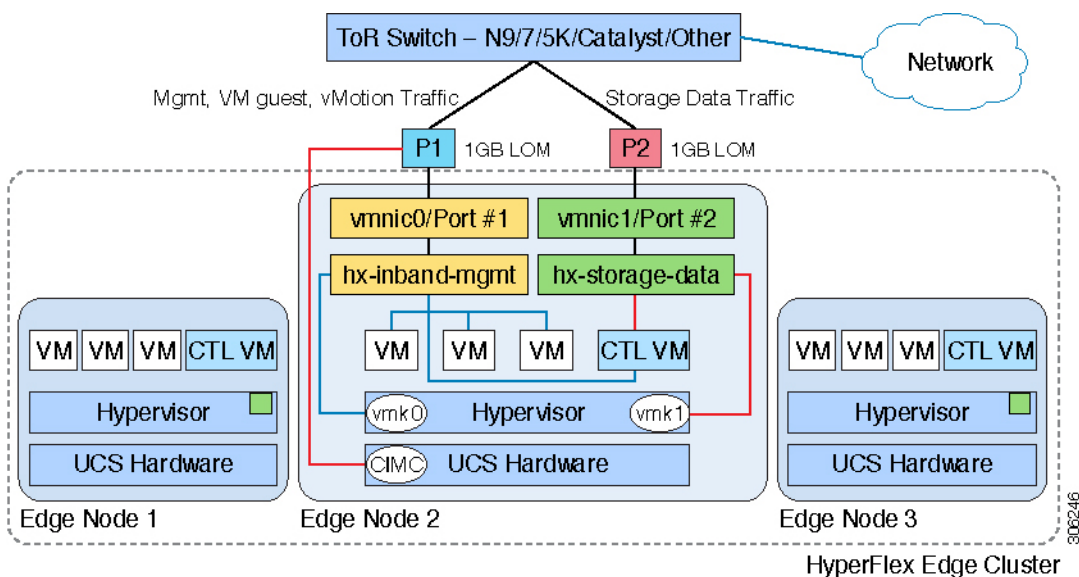 ToR Switch – N9/7/5K/Catalyst/Other
Network
Mgmt, VM guest, vMotion Traffic
Storage Data Traffic
P1
1GB LOM
P2
1GB LOM
vmnic0/Port #1
vmnic1/Port #2
hx-inband-mgmt
hx-storage-data
VM
VM
VM
CTL VM
Hypervisor
UCS Hardware
Edge Node 1
VM
VM
VM
CTL VM
vmk0
Hypervisor
vmk1
CIMC
UCS Hardware
Edge Node 2
VM
VM
VM
CTL VM
Hypervisor
UCS Hardware
Edge Node 3
306246
HyperFlex Edge Cluster